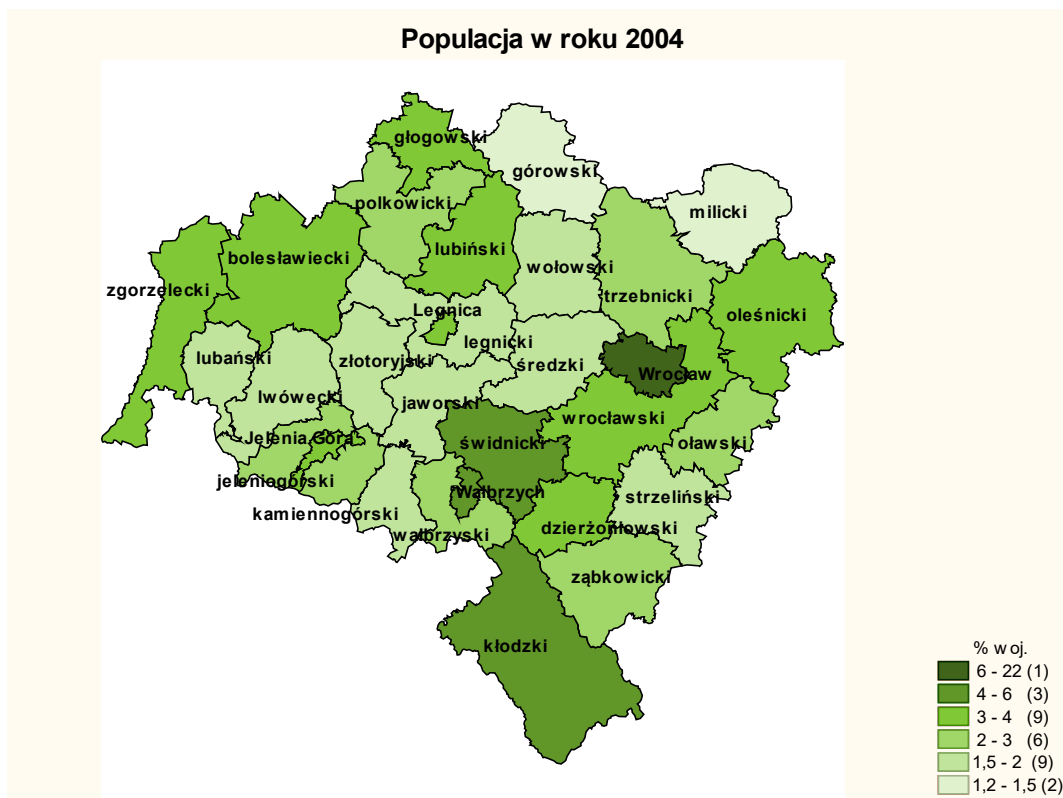 Populacja w roku 2004
głogowski
górowski
polkowicki
milicki
bolesławiecki
lubiński
wołowski
zgorzelecki
trzebnicki
Legnica
oleśnicki
legnicki
lubański
złotoryjski
średzki
Wrocław
lwówecki
jaworski
wrocławski
Jelenia Góra
świdnicki
oławski
jeleniogórski
Wałbrzych
strzeliński
kamiennogórski
wałbrzyski
dzierżoniowski
ząbkowicki
kłodzki
% woj.
6 - 22 (1)
4 - 6 (3)
3 - 4 (9)
2 - 3 (6)
1,5 - 2 (9)
1,2 - 1,5 (2)